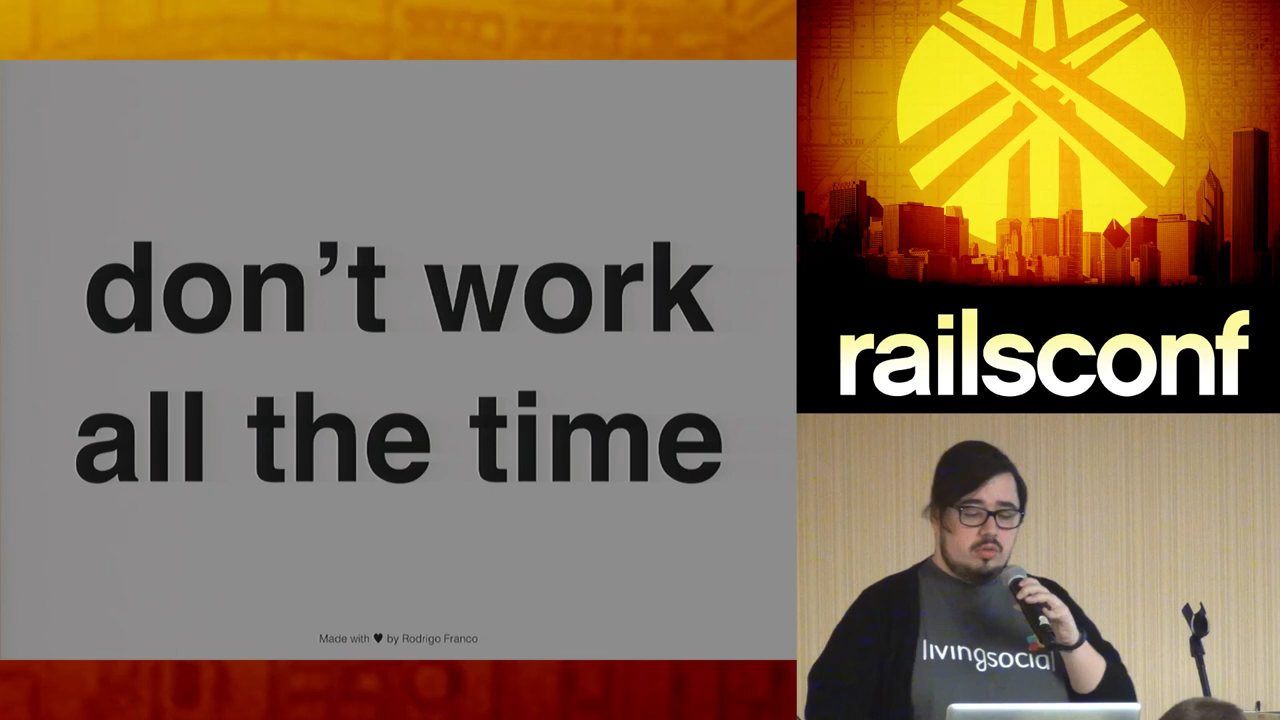 don’t work
all the time
Made with ♥ by Rodrigo Franco
railsconf
livingsocial